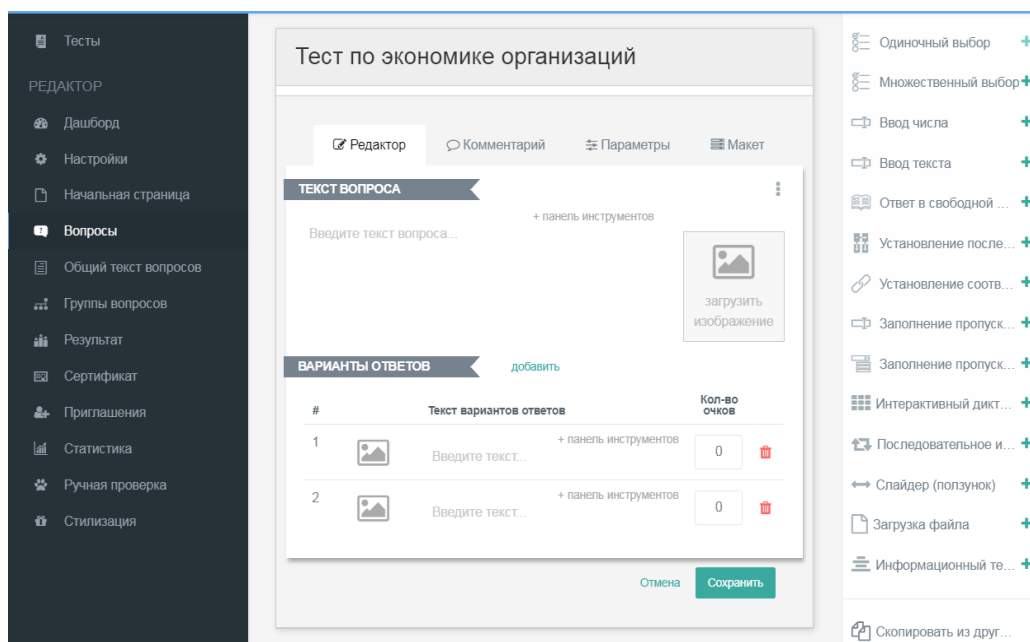 Тесты
РЕДАКТОР
Дашборд
Настройки
Начальная страница
Вопросы
Общий текст вопросов
Группы вопросов
Результат
Сертификат
Приглашения
Статистика
Ручная проверка
Стилизация
Тест по экономике организаций
Редактор
Комментарий
Параметры
Макет
ТЕКСТ ВОПРОСА
+ панель инструментов
Введите текст вопроса...
загрузить
изображение
ВАРИАНТЫ ОТВЕТОВ
добавить
# Текст вариантов ответов Кол-во
очков
1 + панель инструментов
Введите текст... 0
2 + панель инструментов
Введите текст... 0
Отмена
Сохранить
Одиночный выбор +
Множественный выбор +
Ввод числа +
Ввод текста +
Ответ в свободной ... +
Установление после... +
Установление соотв... +
Заполнение пропуск... +
Заполнение пропуск... +
Интерактивный дикт... +
Последовательное и... +
Слайдер (ползунок) +
Загрузка файла +
Информационный те... +
Скопировать из друг...